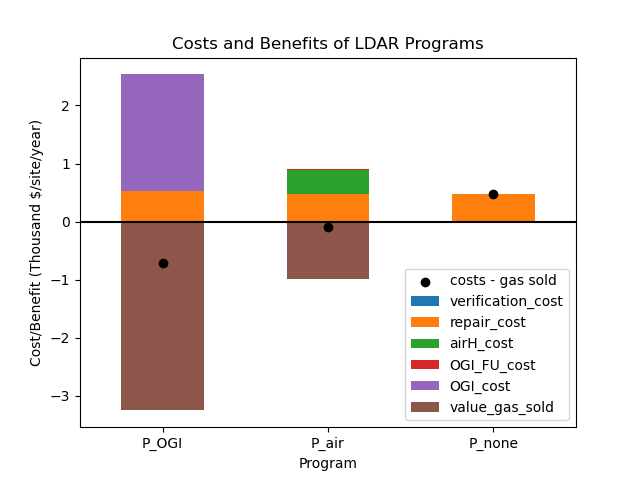 Costs and Benefits of LDAR Programs
Cost/Benefit (Thousand $/site/year)
2
1
0
−1
−2
−3
costs - gas sold
verification_cost
repair_cost
airH_cost
OGI_FU_cost
OGI_cost
value_gas_sold
P_OGI
P_air
P_none
Program